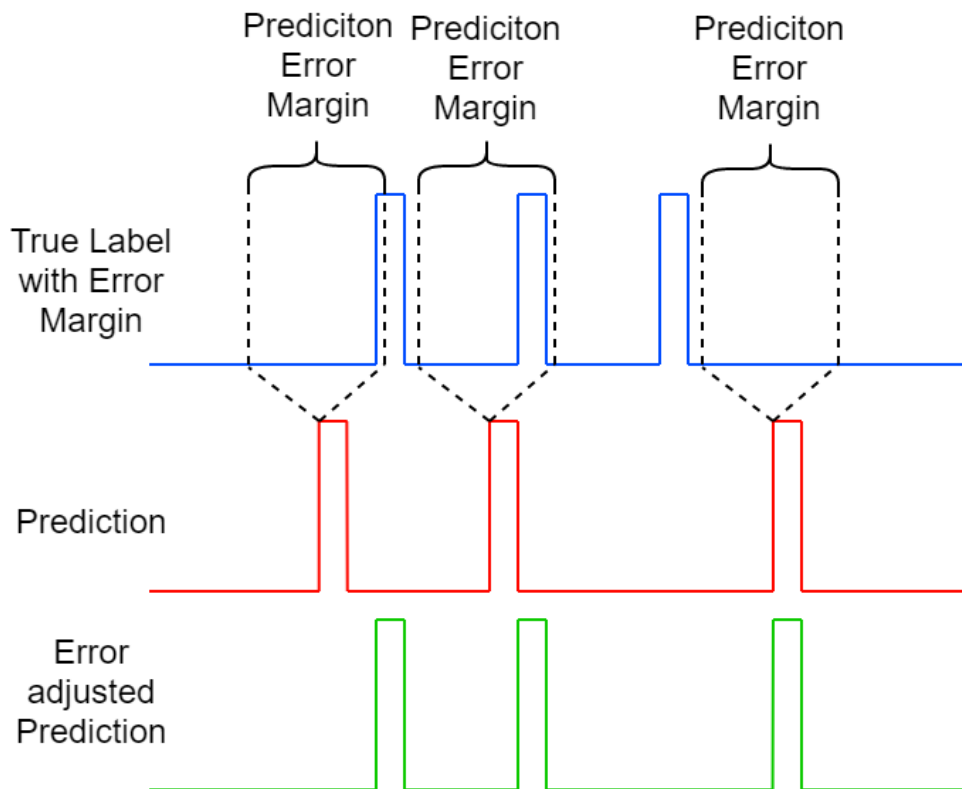 Prediciton
Error
Margin
Prediciton
Error
Margin
Prediciton
Error
Margin
True Label
with Error
Margin
Prediction
Error
adjusted
Prediction